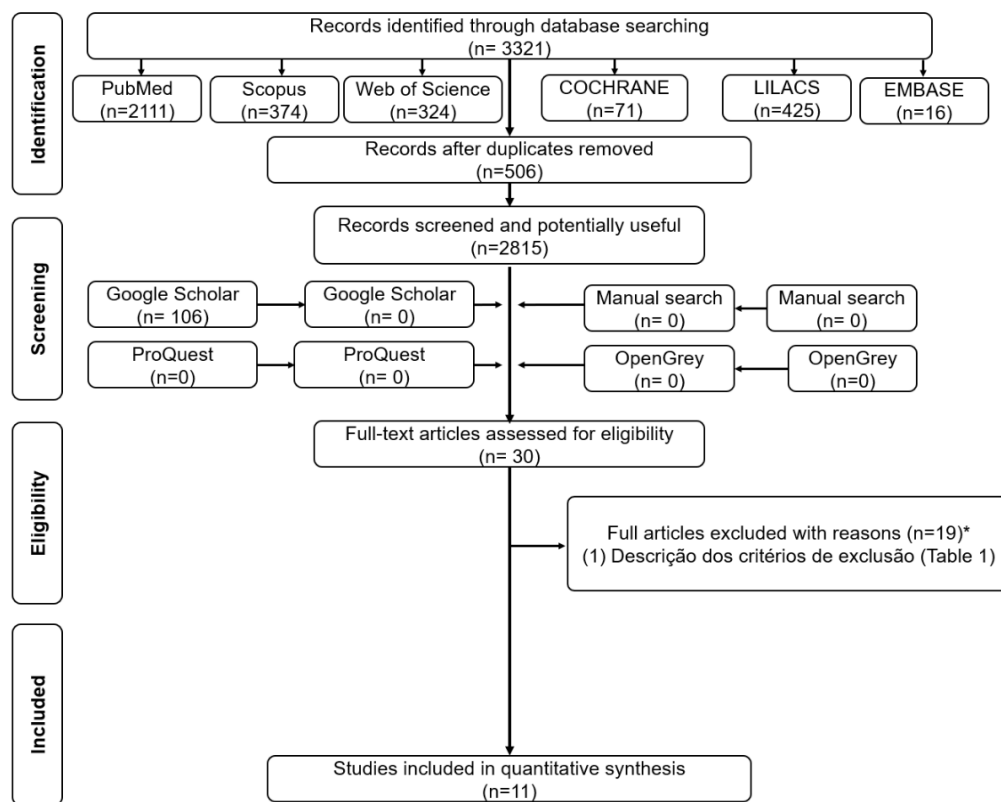 Identification
Records identified through database searching
(n= 3321)
PubMed
(n=2111)
Scopus
(n=374)
Web of Science
(n=324)
COCHRANE
(n=71)
LILACS
(n=425)
EMBASE
(n=16)
Records after duplicates removed
(n=506)
Screening
Records screened and potentially useful
(n=2815)
Google Scholar
(n= 106)
Google Scholar
(n= 0)
Manual search
(n= 0)
Manual search
(n= 0)
ProQuest
(n=0)
ProQuest
(n= 0)
OpenGrey
(n= 0)
OpenGrey
(n=0)
Eligibility
Full-text articles assessed for eligibility
(n= 30)
Full articles excluded with reasons (n=19)*
(1) Descrição dos critérios de exclusão (Table 1)
Included
Studies included in quantitative synthesis
(n=11)